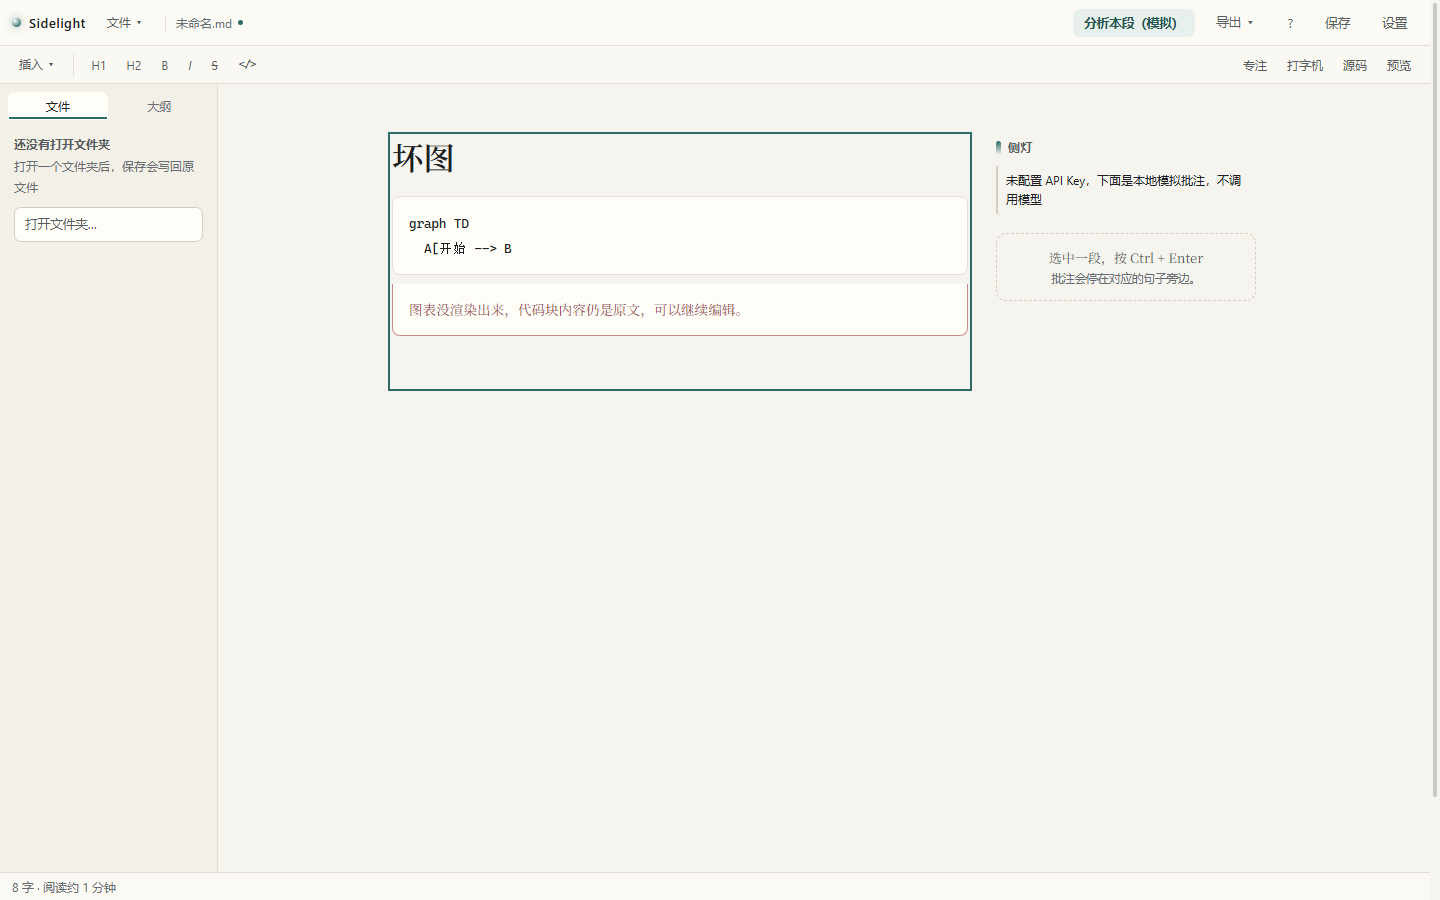 Sidelight 文件 未命名.md 分析本段（模拟） 导出 ? 保存 设置
插入 H1 H2 B I S </> 专注 打字机 源码 预览
文件 大纲
还没有打开文件夹
打开一个文件夹后，保存会写回原
文件
打开文件夹...
坏图
graph TD
  A[开始 --> B
图表没渲染出来，代码块内容仍是原文，可以继续编辑。
侧灯
未配置 API Key，下面是本地模拟批注，不调
用模型
选中一段，按 Ctrl + Enter
批注会停在对应的句子旁边。
8 字 · 阅读约 1 分钟